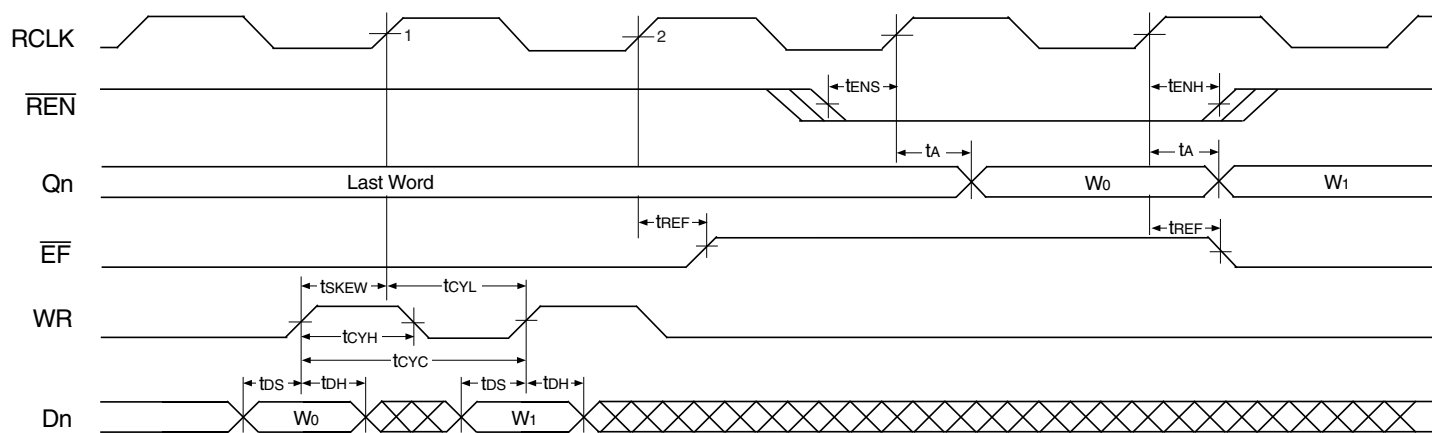 RCLK
1
2
REN
tENS
tENH
tA
tA
Qn
Last Word
W0
W1
tREF
tREF
EF
tSKEW
tCYL
WR
tCYH
tCYC
tDS
tDH
tDS
tDH
Dn
W0
W1